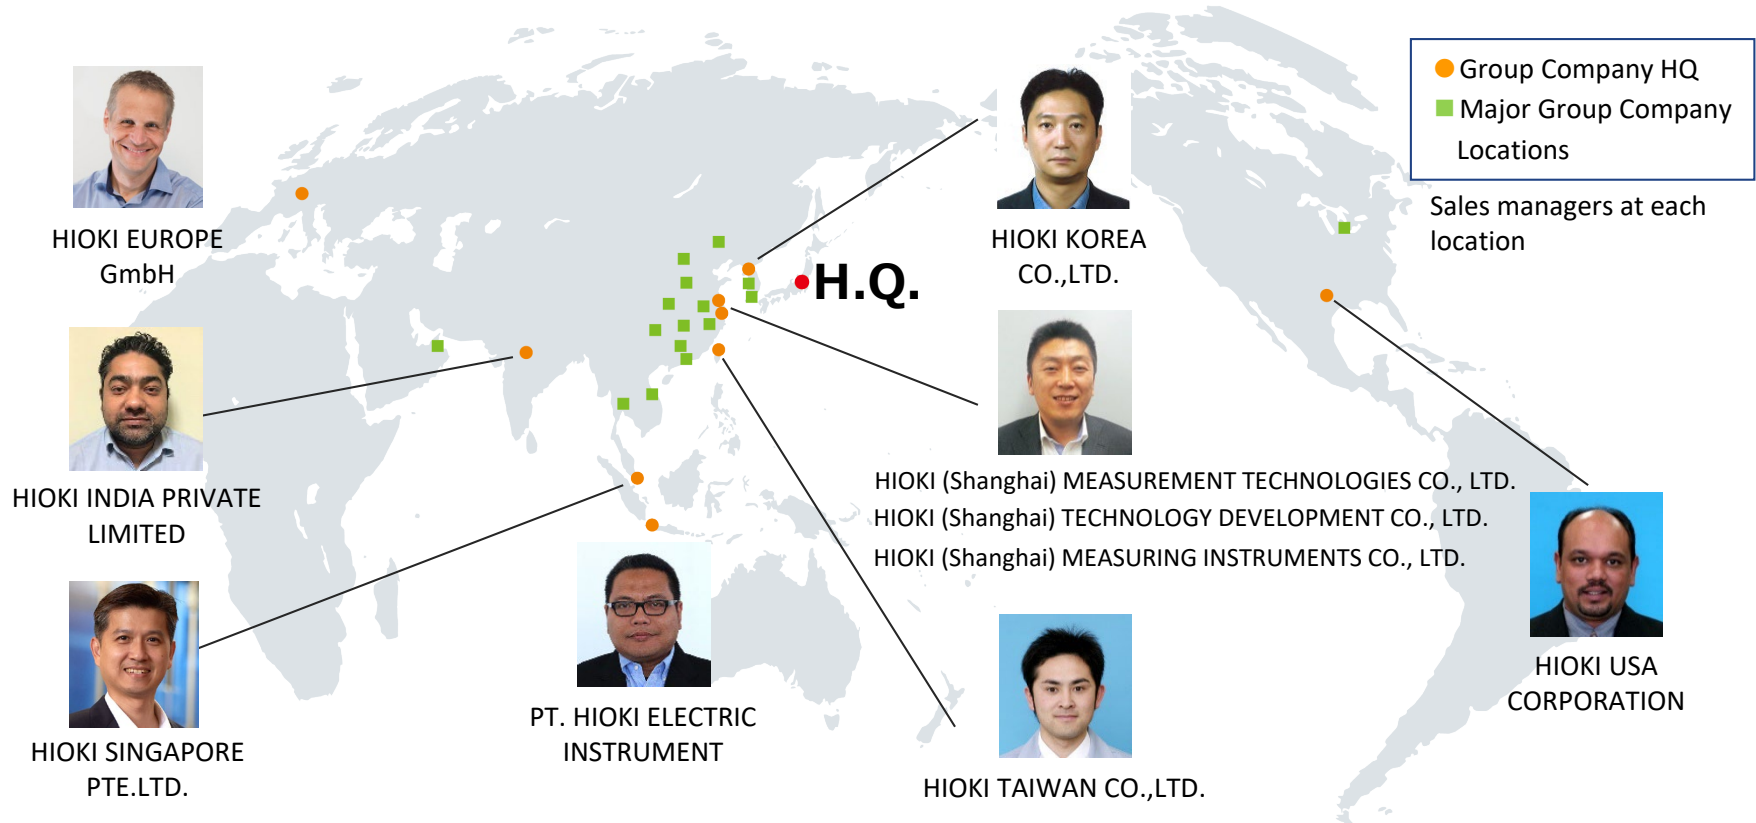 Group Company HQ
Major Group Company
Locations
Sales managers at each
location
HIOKI EUROPE
GmbH
HIOKI KOREA
CO.,LTD.
H.Q.
HIOKI INDIA PRIVATE
LIMITED
HIOKI (Shanghai) MEASUREMENT TECHNOLOGIES CO., LTD.
HIOKI (Shanghai) TECHNOLOGY DEVELOPMENT CO., LTD.
HIOKI (Shanghai) MEASURING INSTRUMENTS CO., LTD.
HIOKI USA
CORPORATION
HIOKI SINGAPORE
PTE.LTD.
PT. HIOKI ELECTRIC
INSTRUMENT
HIOKI TAIWAN CO.,LTD.